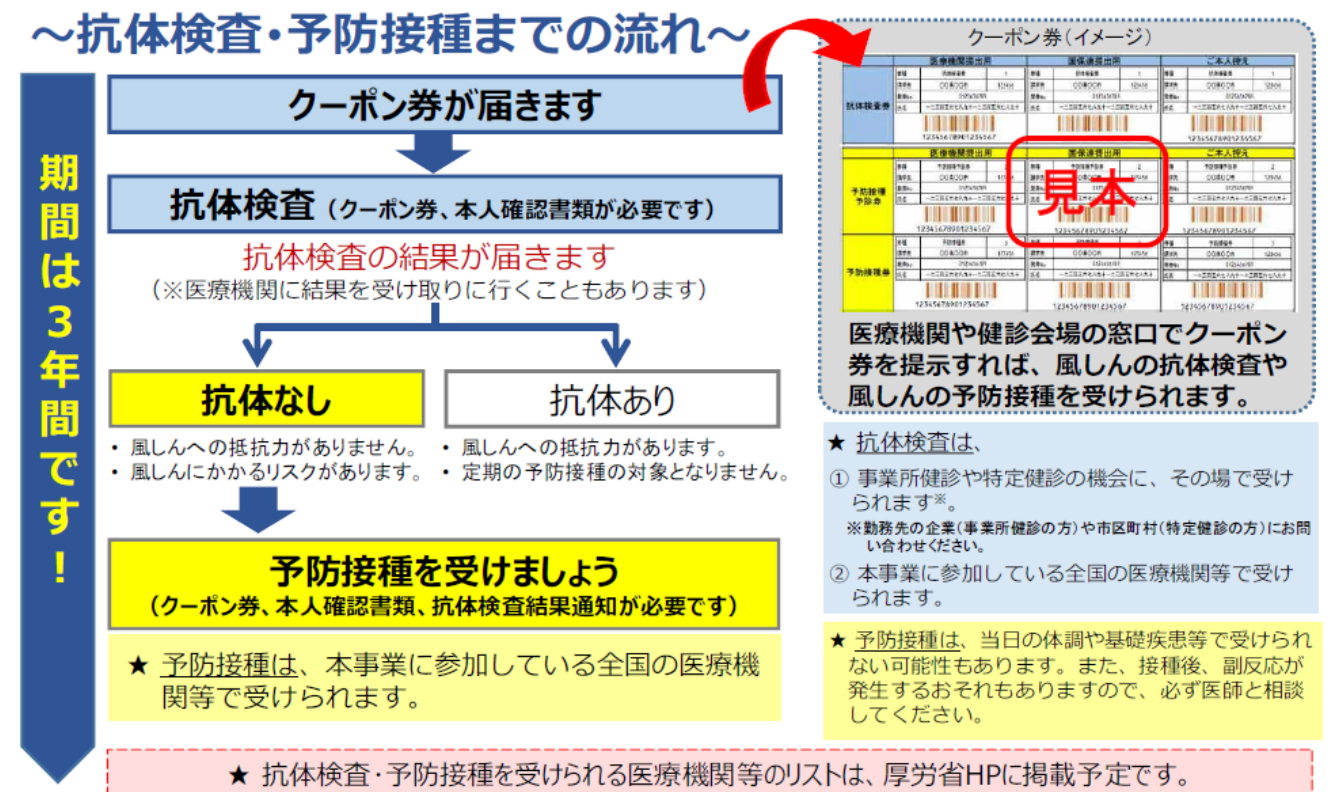 ～抗体検査・予防接種までの流れ～
期間は３年間です！
クーポン券が届きます
抗体検査（クーポン券、本人確認書類が必要です）
抗体検査の結果が届きます
（※医療機関に結果を受け取りに行くこともあります）
抗体なし
・ 風しんへの抵抗力がありません。
・ 風しんにかかるリスクがあります。
抗体あり
・ 風しんへの抵抗力があります。
・ 定期の予防接種の対象となりません。
予防接種を受けましょう
（クーポン券、本人確認書類、抗体検査結果通知が必要です）
★ 予防接種は、本事業に参加している全国の医療機
関等で受けられます。
クーポン券（イメージ）
医療機関提出用 国保連提出用 ご本人控え
抗体検査券
12345678901234567 12345678901234567
医療機関提出用 国保連提出用 ご本人控え
予防接種
予診券
見本
12345678901234567 12345678901234567 12345678901234567
予防接種券
12345678901234567 12345678901234567 12345678901234567
医療機関や健診会場の窓口でクーポン
券を提示すれば、風しんの抗体検査や
風しんの予防接種を受けられます。
★ 抗体検査は、
① 事業所健診や特定健診の機会に、その場で受け
られます※。
※勤務先の企業（事業所健診の方）や市区町村（特定健診の方）にお問
い合わせください。
② 本事業に参加している全国の医療機関等で受け
られます。
★ 予防接種は、当日の体調や基礎疾患等で受けられ
ない可能性もあります。また、接種後、副反応が
発生するおそれもありますので、必ず医師と相談
してください。
★ 抗体検査・予防接種を受けられる医療機関等のリストは、厚労省HPに掲載予定です。